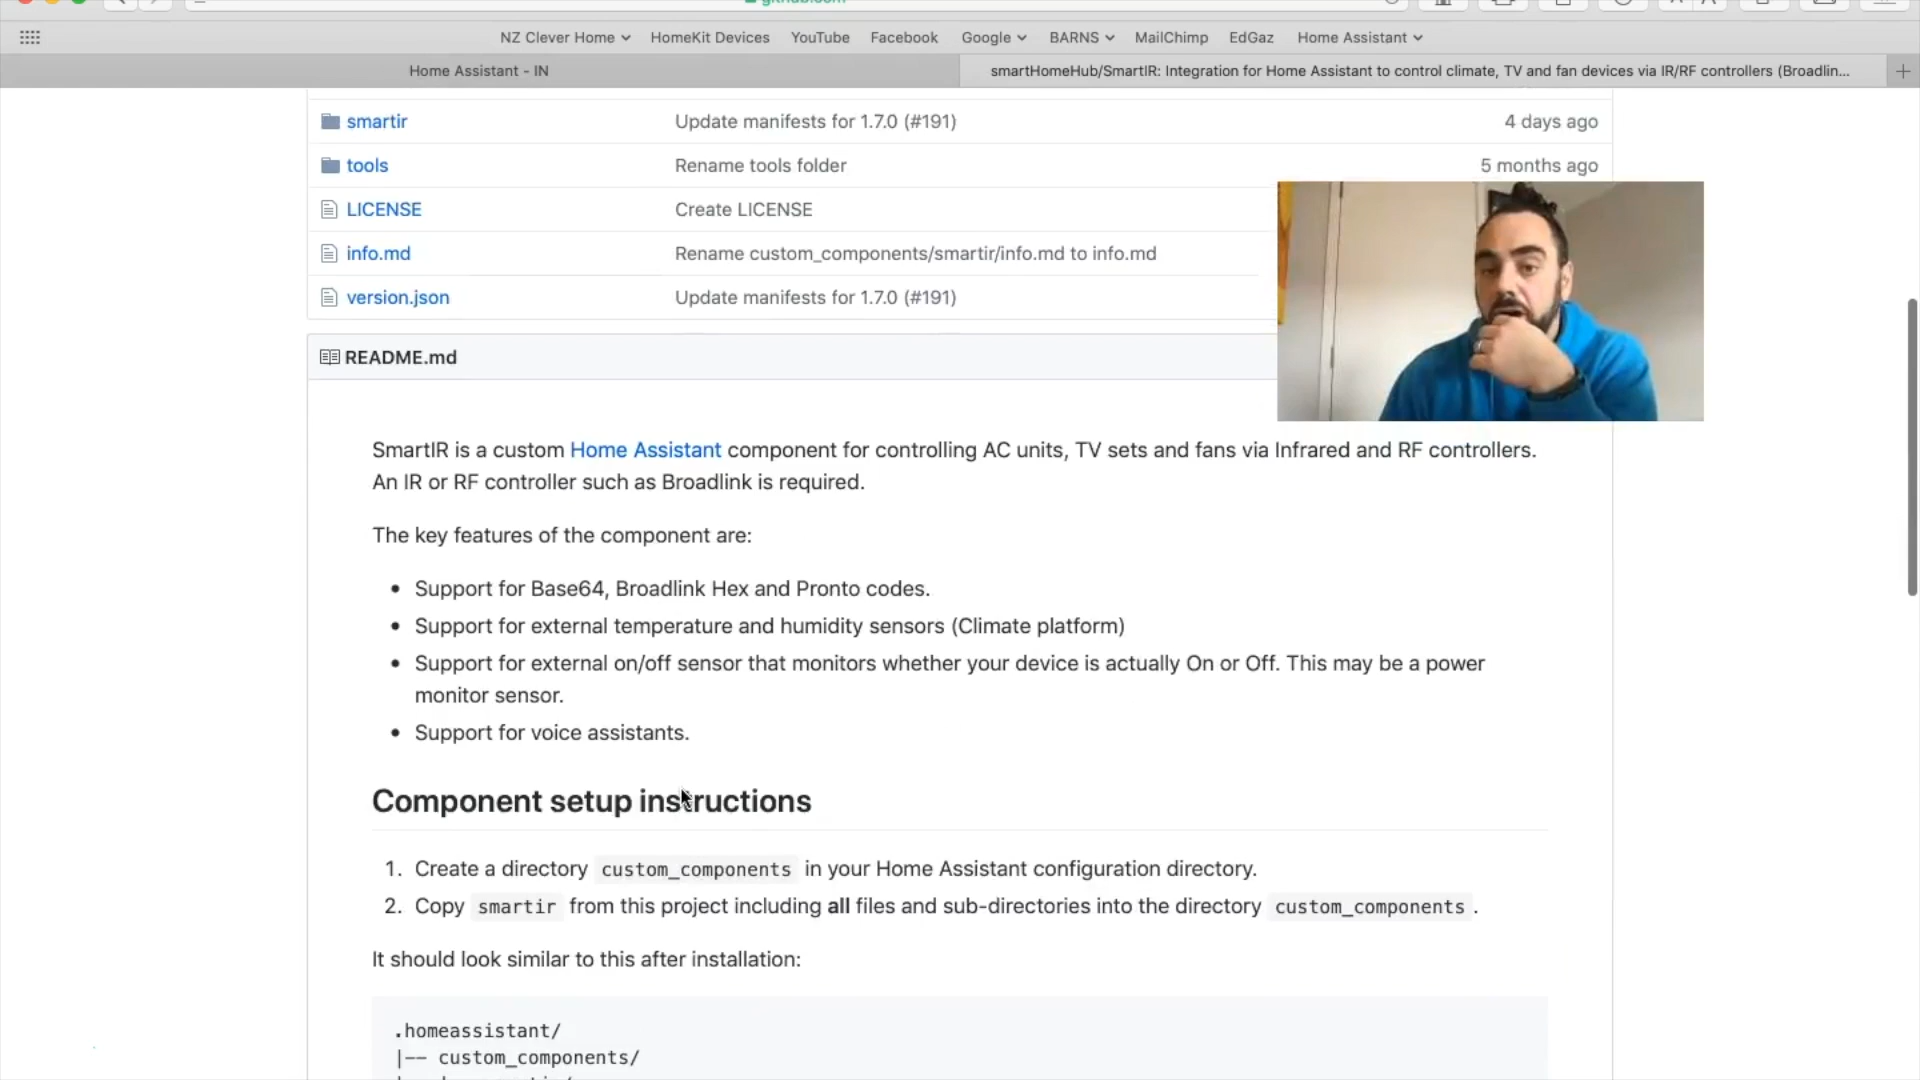 github.com
NZ Clever Home HomeKit Devices YouTube Facebook Google BARNS MailChimp EdGaz Home Assistant
Home Assistant - IN
smartHomeHub/SmartIR: Integration for Home Assistant to control climate, TV and fan devices via IR/RF controllers (Broadlin...
smartir Update manifests for 1.7.0 (#191) 4 days ago
tools Rename tools folder 5 months ago
LICENSE Create LICENSE
info.md Rename custom_components/smartir/info.md to info.md
version.json Update manifests for 1.7.0 (#191)
README.md
SmartIR is a custom Home Assistant component for controlling AC units, TV sets and fans via Infrared and RF controllers.
An IR or RF controller such as Broadlink is required.
The key features of the component are:
• Support for Base64, Broadlink Hex and Pronto codes.
• Support for external temperature and humidity sensors (Climate platform)
• Support for external on/off sensor that monitors whether your device is actually On or Off. This may be a power
monitor sensor.
• Support for voice assistants.
Component setup instructions
1. Create a directory custom_components in your Home Assistant configuration directory.
2. Copy smartir from this project including all files and sub-directories into the directory custom_components .
It should look similar to this after installation:
.homeassistant/
|-- custom_components/